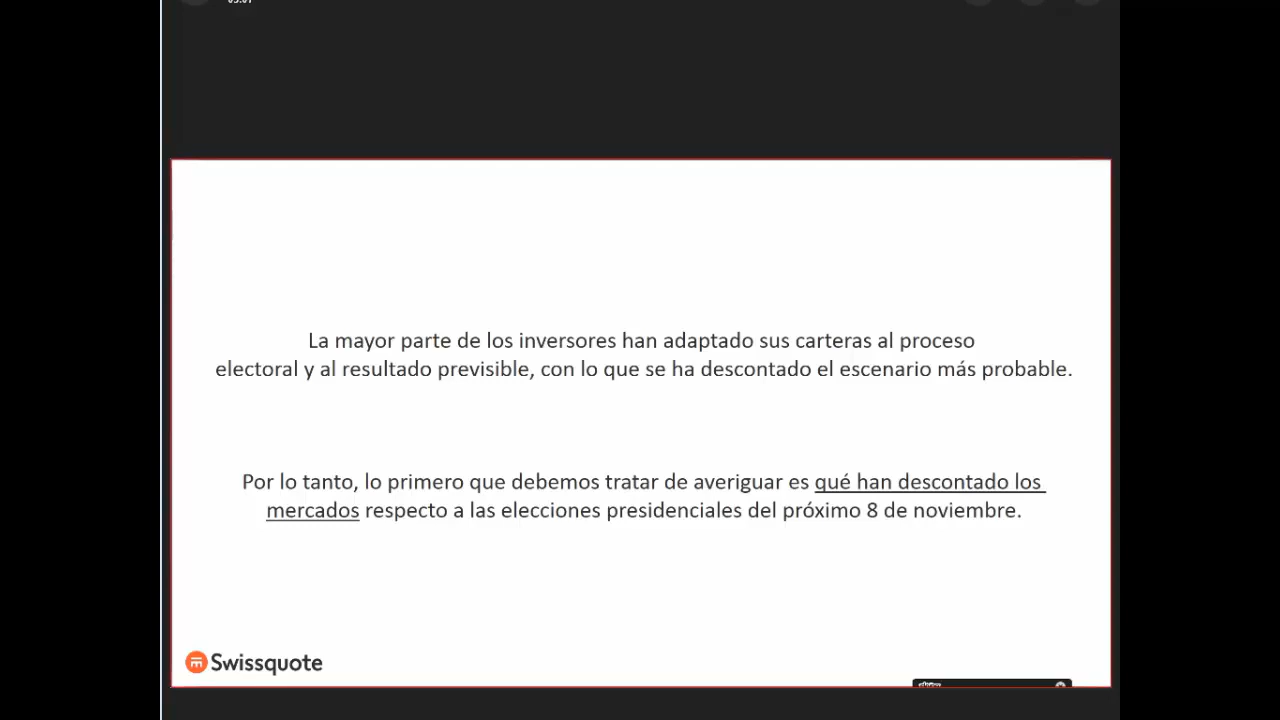 La mayor parte de los inversores han adaptado sus carteras al proceso
electoral y al resultado previsible, con lo que se ha descontado el escenario más probable.
Por lo tanto, lo primero que debemos tratar de averiguar es qué han descontado los
mercados respecto a las elecciones presidenciales del próximo 8 de noviembre.
Swissquote